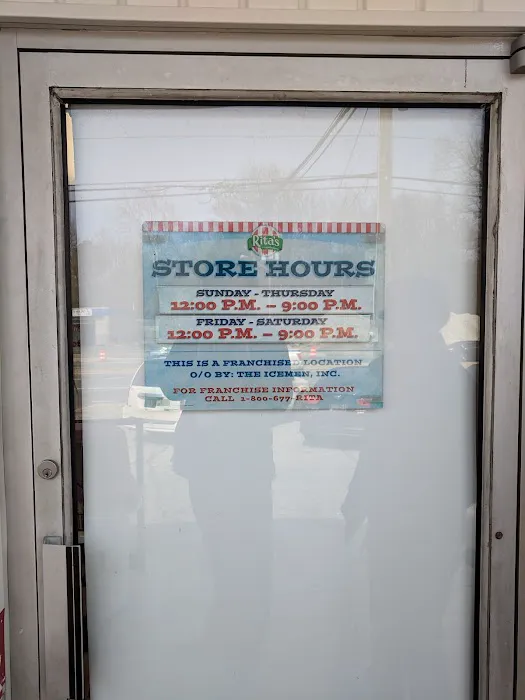 Rita's
STORE HOURS
SUNDAY - THURSDAY
12:00 P.M. – 9:00 P.M.
FRIDAY - SATURDAY
12:00 P.M. – 9:00 P.M.
THIS IS A FRANCHISED LOCATION
O/O BY: THE ICEMEN, INC.
FOR FRANCHISE INFORMATION
CALL 1-800-677-RITA